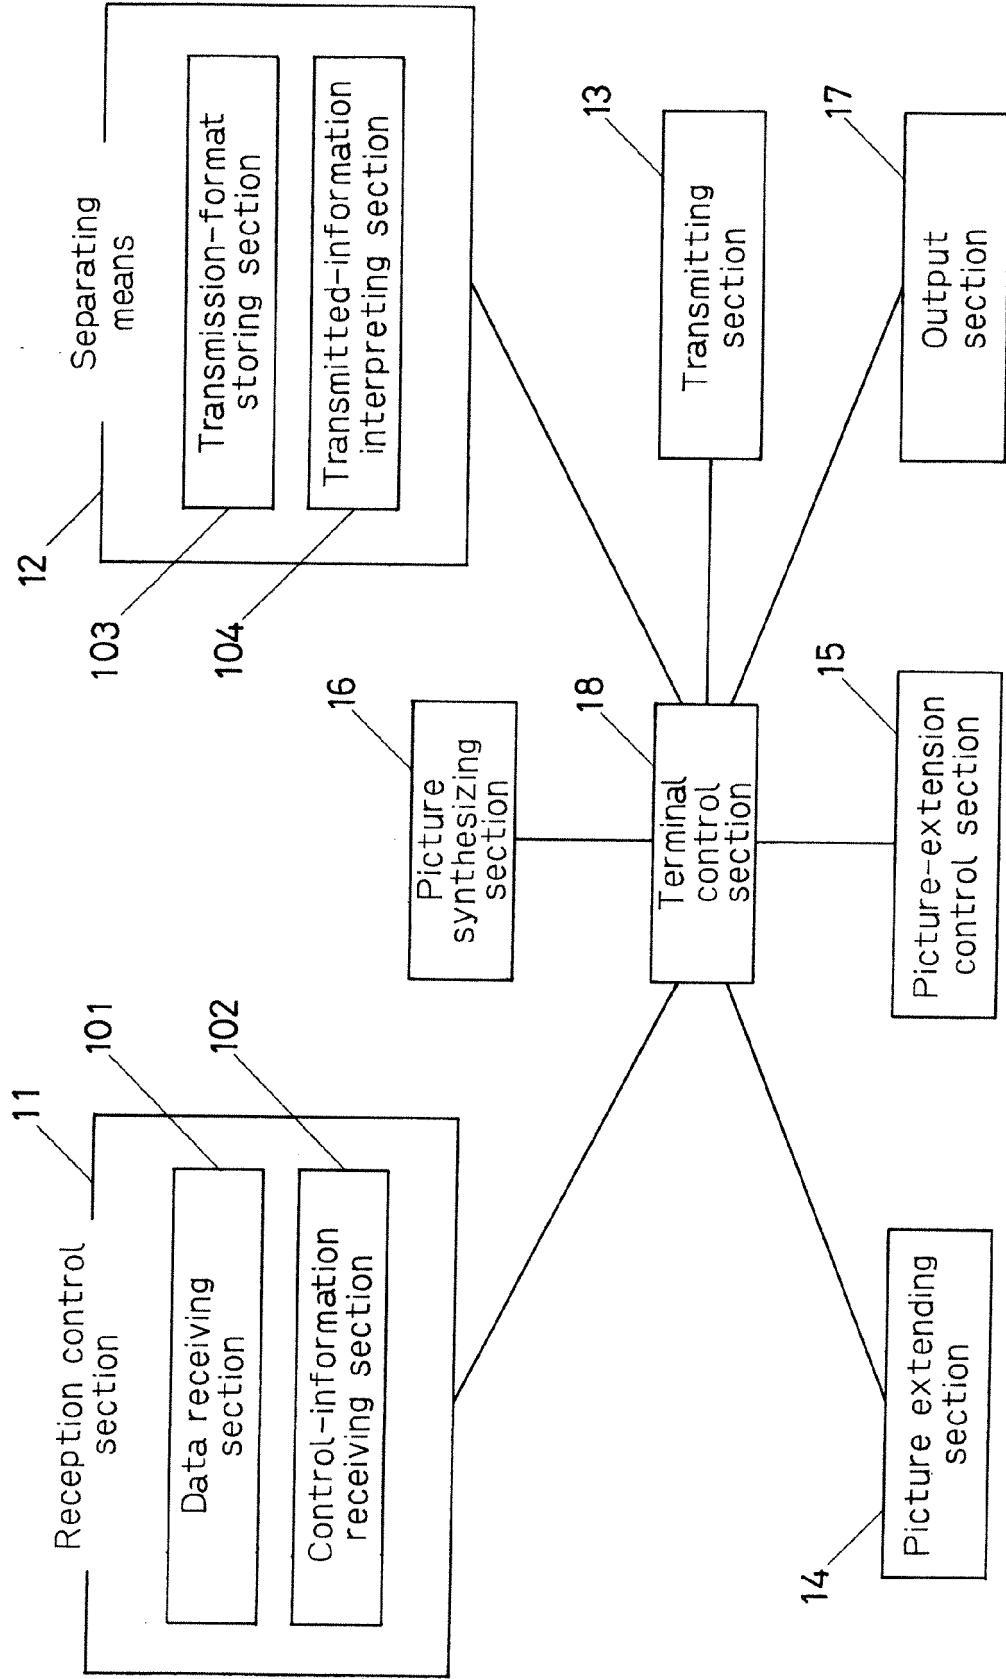 11
Reception control
section
101
Data receiving
section
102
Control-information
receiving section
12
Separating
means
103
Transmission-format
storing section
104
Transmitted-information
interpreting section
16
Picture
synthesizing
section
18
Terminal
control
section
13
Transmitting
section
14
Picture extending
section
15
Picture-extension
control section
17
Output
section